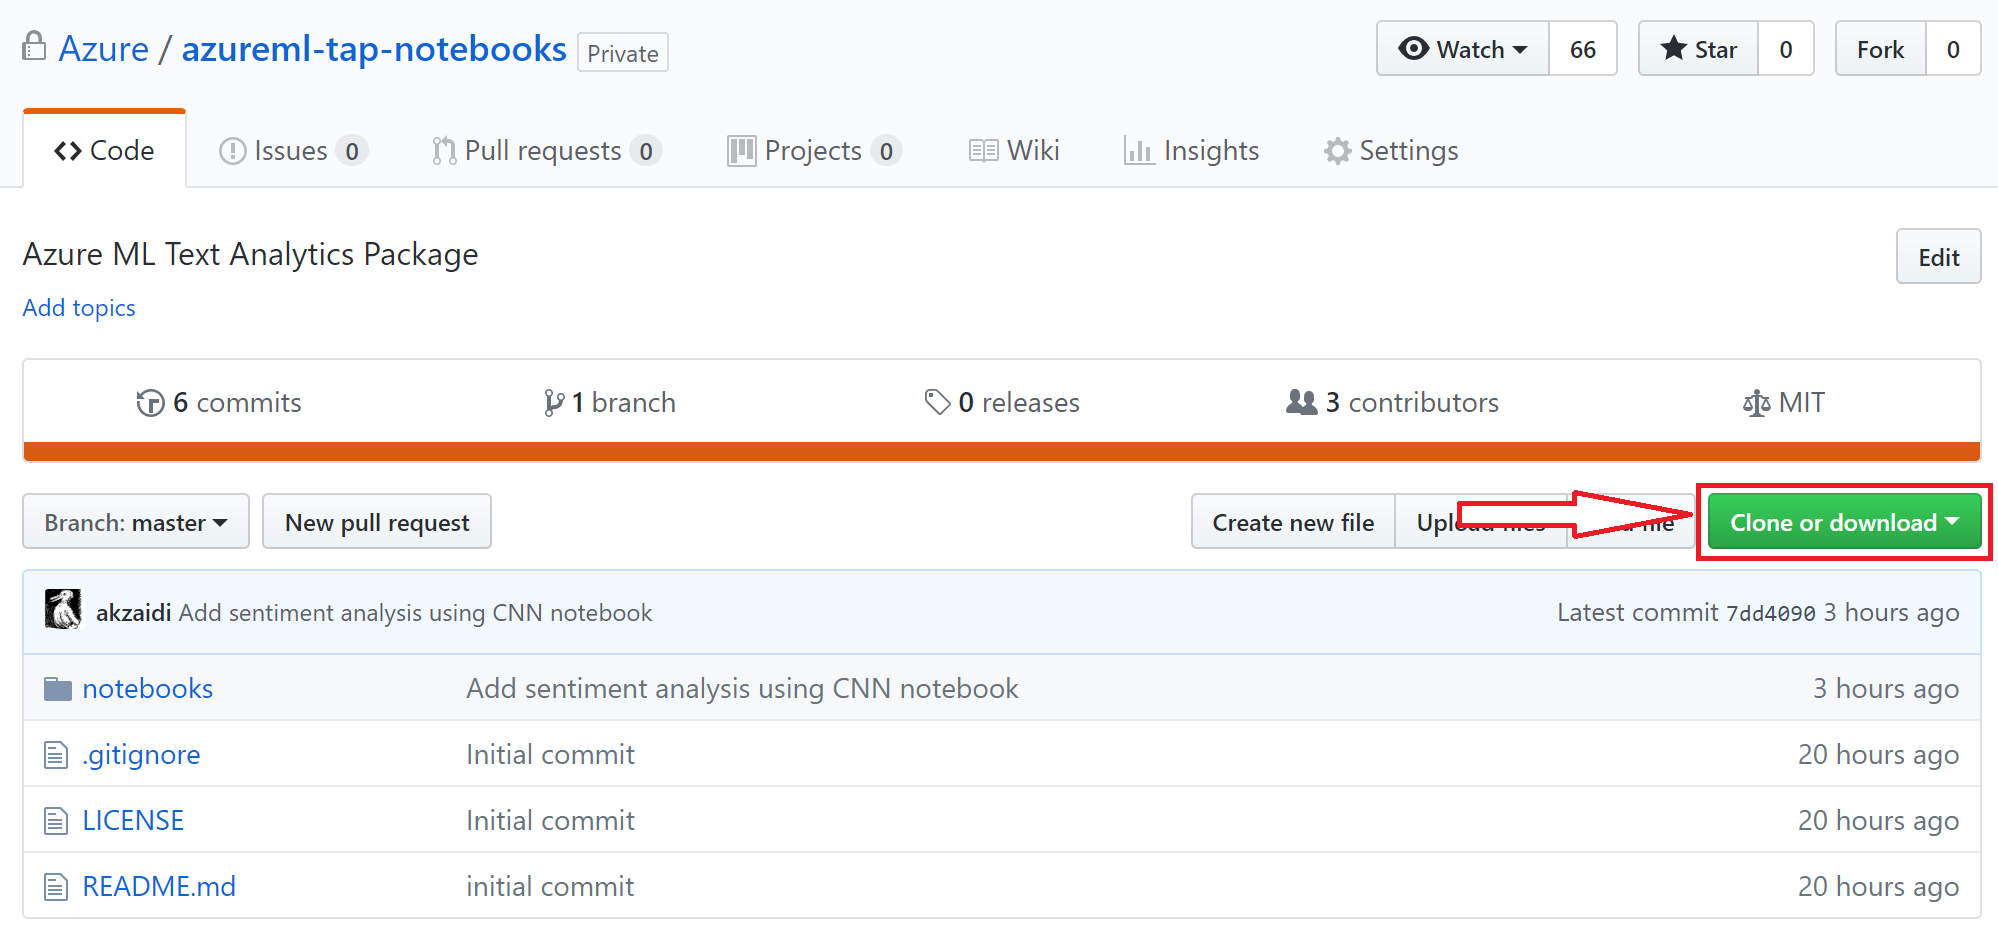 Azure / azureml-tap-notebooks Private Watch 66 Star 0 Fork 0
Code Issues 0 Pull requests 0 Projects 0 Wiki Insights Settings
Azure ML Text Analytics Package Edit
Add topics
6 commits 1 branch 0 releases 3 contributors MIT
Branch: master New pull request Create new file Upload files file Clone or download
akzaidi Add sentiment analysis using CNN notebook Latest commit 7dd4090 3 hours ago
notebooks Add sentiment analysis using CNN notebook 3 hours ago
.gitignore Initial commit 20 hours ago
LICENSE Initial commit 20 hours ago
README.md initial commit 20 hours ago